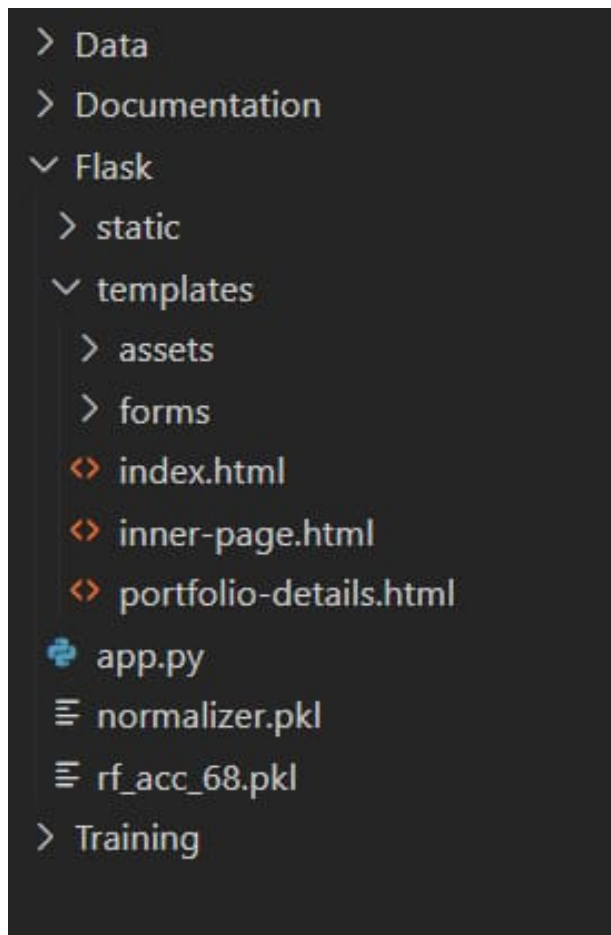 Data
Documentation
Flask
static
templates
assets
forms
index.html
inner-page.html
portfolio-details.html
app.py
normalizer.pkl
rf_acc_68.pkl
Training